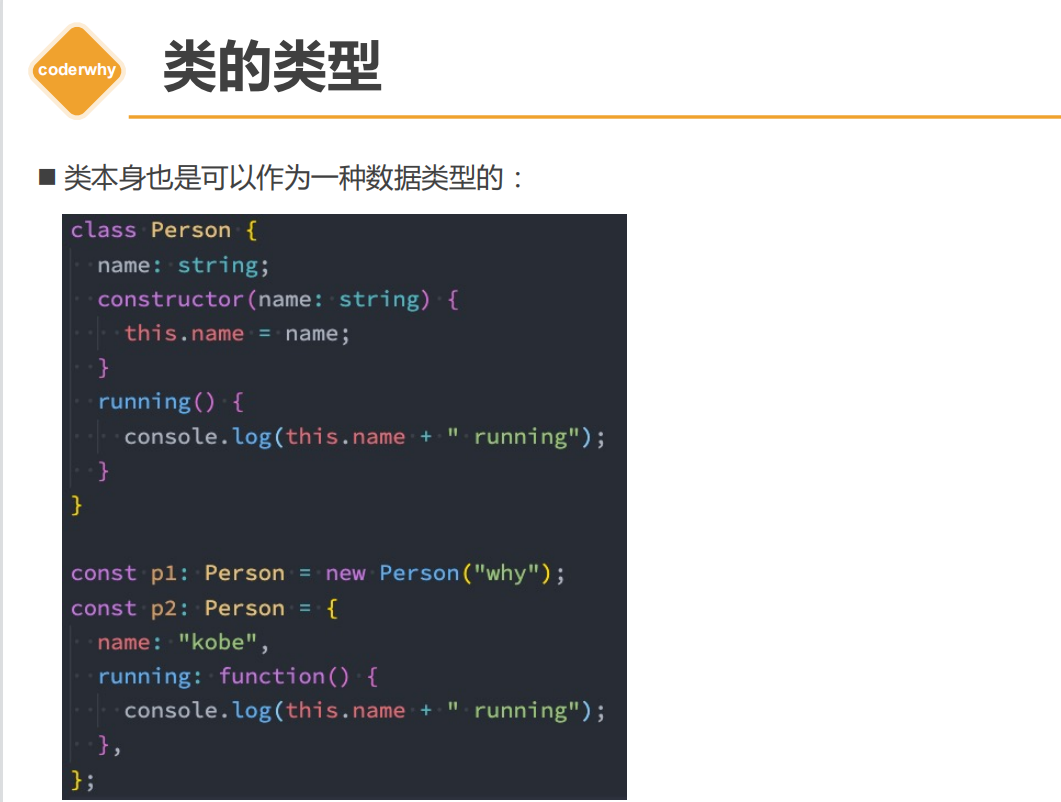 coderwhy
类的类型
■ 类本身也是可以作为一种数据类型的：
class Person {
  name: string;
  constructor(name: string) {
    this.name = name;
  }
  running() {
    console.log(this.name + " running");
  }
}

const p1: Person = new Person("why");
const p2: Person = {
  name: "kobe",
  running: function() {
    console.log(this.name + " running");
  },
};